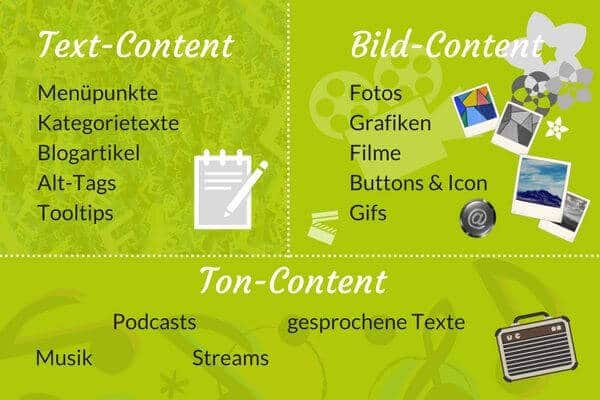 Text-Content
Menüpunkte
Kategorietexte
Blogartikel
Alt-Tags
Tooltips
Bild-Content
Fotos
Grafiken
Filme
Buttons & Icon
Gifs
@
Ton-Content
Podcasts gesprochene Texte
Musik Streams